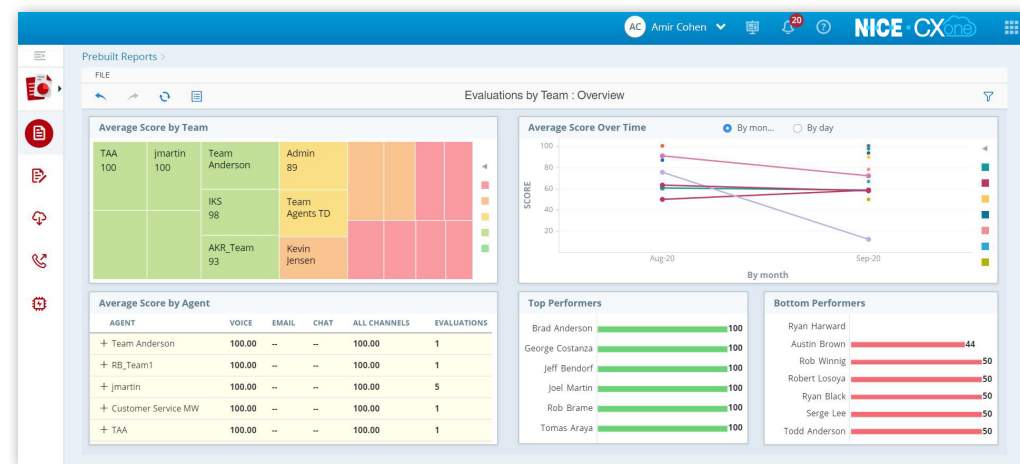 AC Amir Cohen 20 NICE CXone
Prebuilt Reports >
FILE
Evaluations by Team : Overview
Average Score by Team
TAA 100
jmartin 100
Team Anderson
IKS 98
AKR_Team 93
Admin 89
Team Agents TD
Kevin Jensen
Average Score Over Time
By mon...
By day
100
80
60
40
20
SCORE
Aug-20
Sep-20
By month
Average Score by Agent
AGENT VOICE EMAIL CHAT ALL CHANNELS EVALUATIONS
+ Team Anderson 100.00 -- -- 100.00 1
+ RB_Team1 100.00 -- -- 100.00 1
+ jmartin 100.00 -- -- 100.00 5
+ Customer Service MW 100.00 -- -- 100.00 1
+ TAA 100.00 -- -- 100.00 1
Top Performers
Brad Anderson 100
George Costanza 100
Jeff Bendorf 100
Joel Martin 100
Rob Brame 100
Tomas Araya 100
Bottom Performers
Ryan Harward
Austin Brown 44
Rob Winnig 50
Robert Losoya 50
Ryan Black 50
Serge Lee 50
Todd Anderson 50